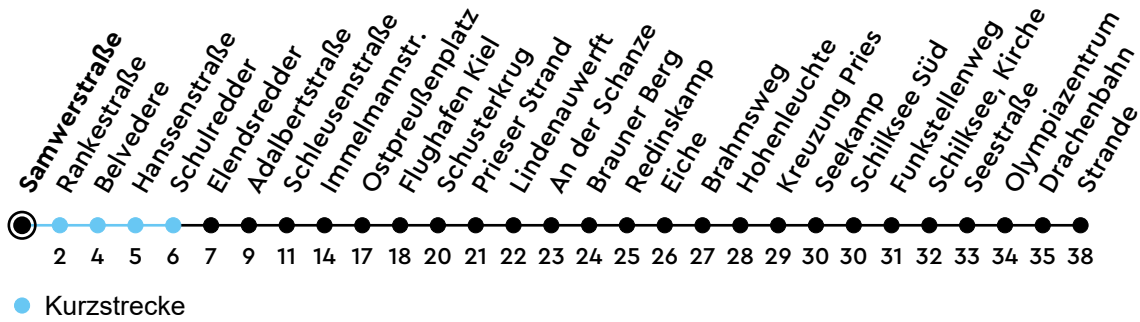 Samwerstraße
Rankestraße
Belvedere
Hanssenstraße
Schulredder
Elendsredder
Adalbertstraße
Schleusenstraße
Immelmannstr.
Ostpreußenplatz
Flughafen Kiel
Schusterkrug
Prieser Strand
Lindenauwerft
An der Schanze
Brauner Berg
Redinskamp
Eiche
Brahmsweg
Hohenleuchte
Kreuzung Pries
Seekamp
Schilksee Süd
Funkstellenweg
Schilksee, Kirche
Seestraße
Olympiazentrum
Drachenbahn
Strande
2 4 5 6 7 9 11 14 17 18 20 21 22 23 24 25 26 27 28 29 30 30 31 32 33 34 35 38
Kurzstrecke